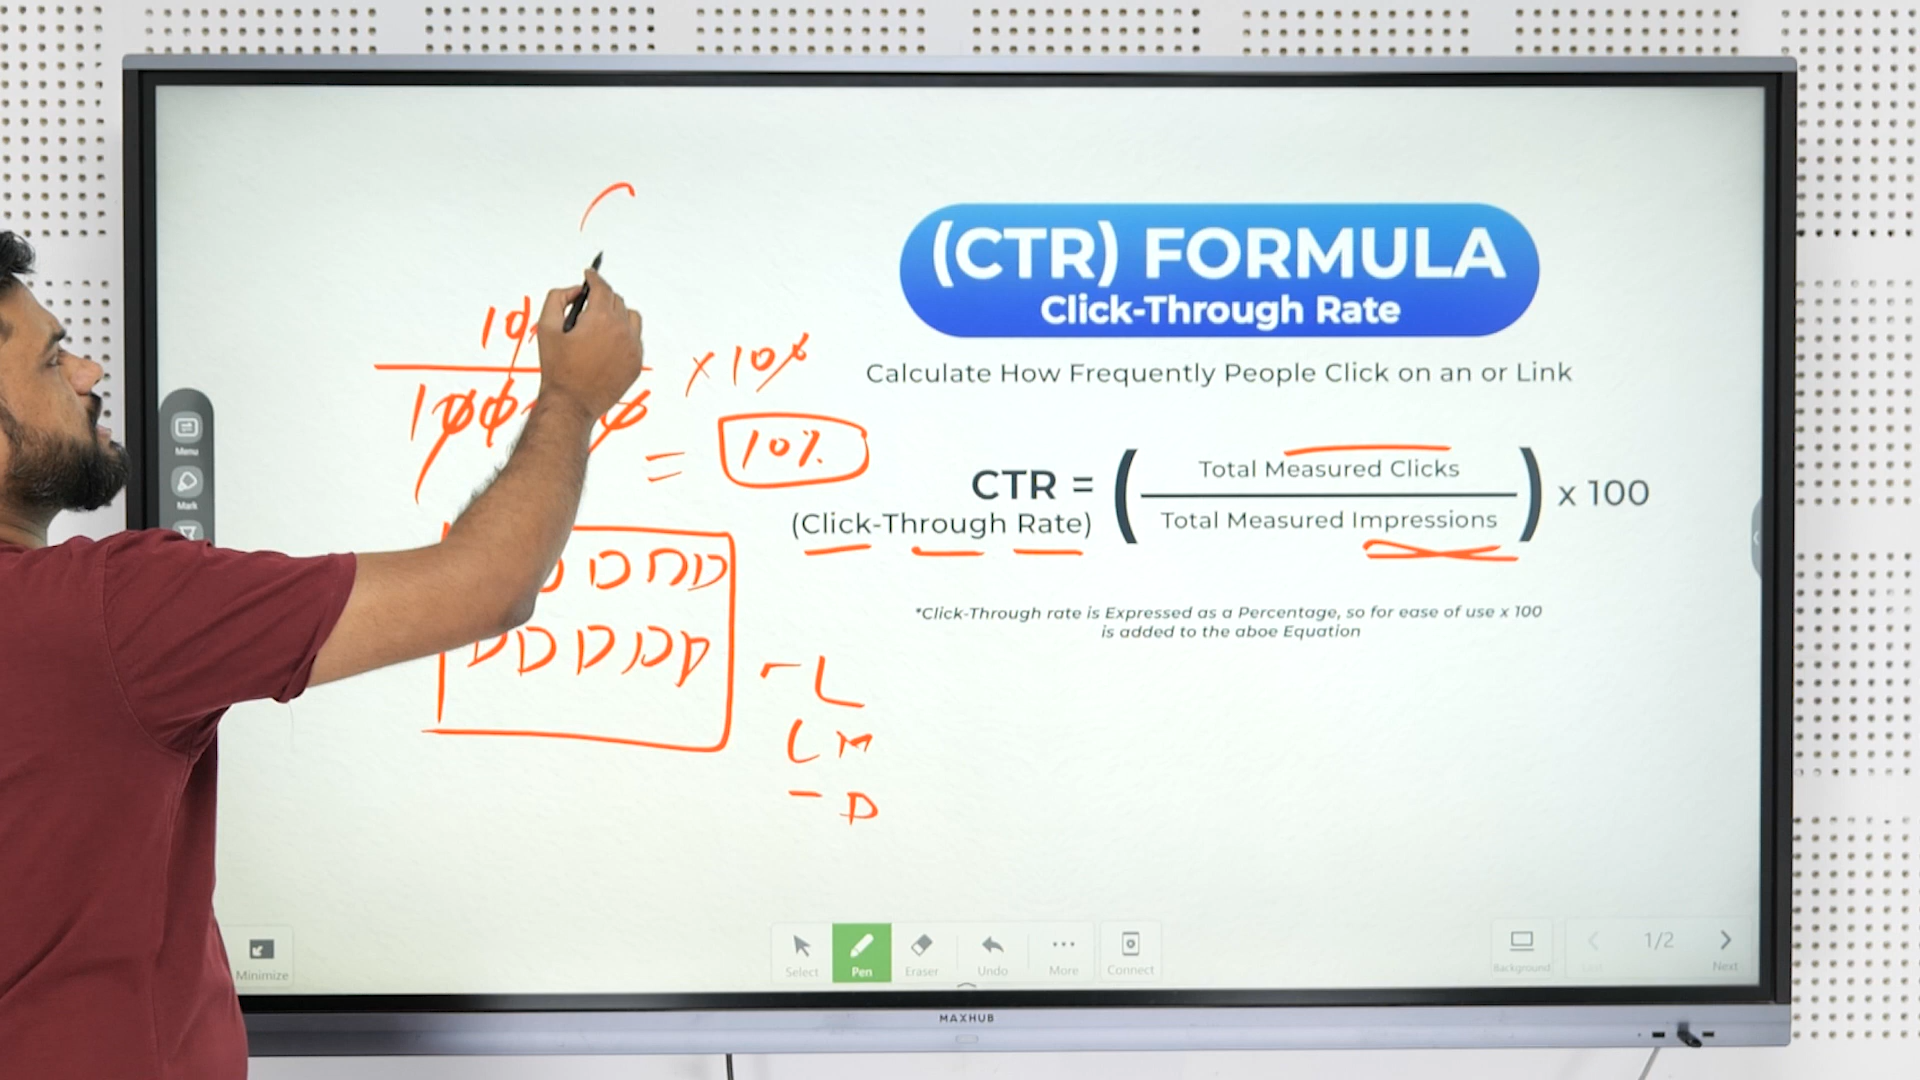 (CTR) FORMULA
Click-Through Rate
Calculate How Frequently People Click on an or Link
CTR = ( Total Measured Clicks
Total Measured Impressions ) x 100
(Click-Through Rate)
*Click-Through rate is Expressed as a Percentage, so for ease of use x 100
is added to the aboe Equation
x 100
= 10%
D D D D
D D D D D
- L
L M
- D
Menu
Mark
Minimize
Select
Pen
Eraser
Undo
More
Connect
Background
1/2
Next
MAXHUB